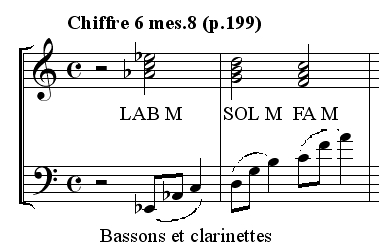 Chiffre 6 mes.8 (p.199)
LAB M SOL M FA M
Bassons et clarinettes